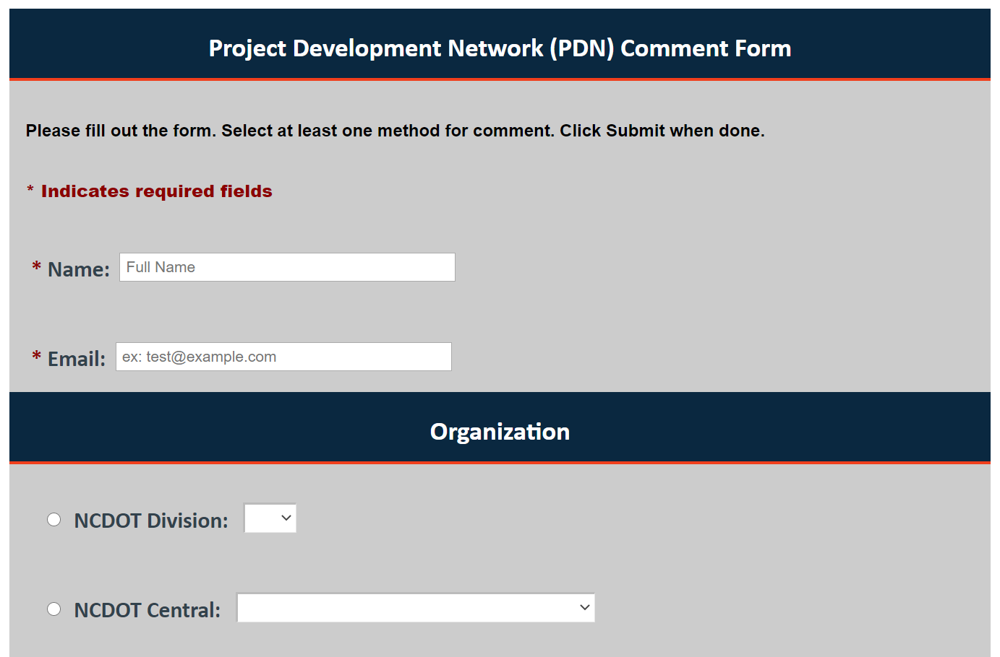 Project Development Network (PDN) Comment Form
Please fill out the form. Select at least one method for comment. Click Submit when done.
* Indicates required fields
* Name: Full Name
* Email: ex: test@example.com
Organization
NCDOT Division:
NCDOT Central: